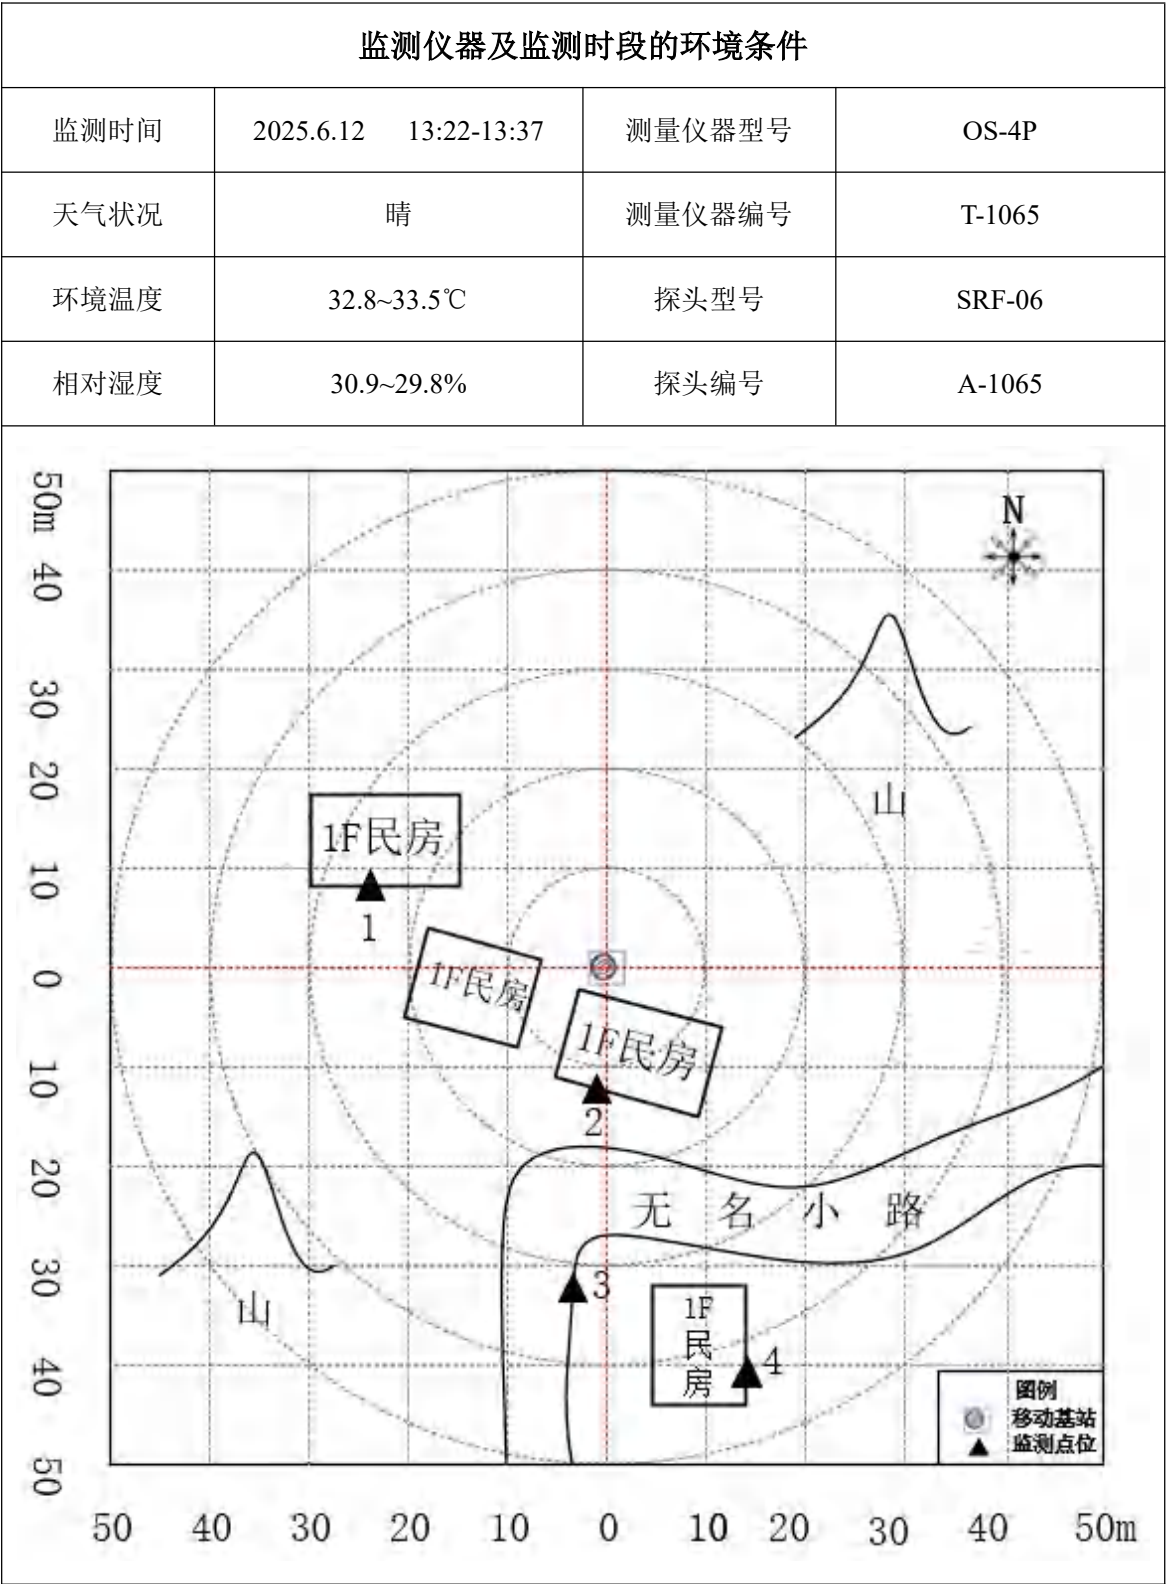 监测仪器及监测时段的环境条件
监测时间 2025.6.12 13:22-13:37 测量仪器型号 OS-4P
天气状况 晴 测量仪器编号 T-1065
环境温度 32.8~33.5℃ 探头型号 SRF-06
相对湿度 30.9~29.8% 探头编号 A-1065
50m
40
30
20
10
0
10
20
30
40
50
N
山
1F民房
1
1F民房
1F民房
2
无名小路
山
3
1F
民
房
4
图例
移动基站
监测点位
50 40 30 20 10 0 10 20 30 40 50m